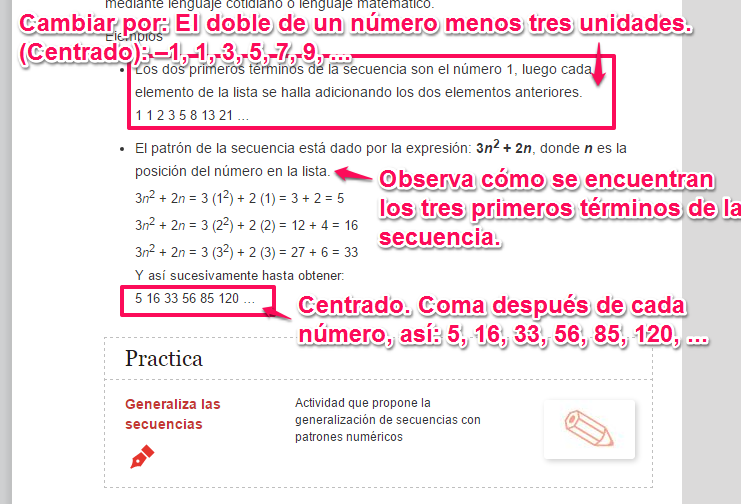 mediante lenguaje cotidiano o lenguaje matemático.
Cambiar por: El doble de un número menos tres unidades.
Ejemplos
(Centrado): –1, 1, 3, 5, 7, 9, ...
Los dos primeros términos de la secuencia son el número 1, luego cada
elemento de la lista se halla adicionando los dos elementos anteriores.
1 1 2 3 5 8 13 21 ...
El patrón de la secuencia está dado por la expresión: 3n² + 2n, donde n es la
posición del número en la lista.
Observa cómo se encuentran
los tres primeros términos de la
secuencia.
3n² + 2n = 3 (1²) + 2 (1) = 3 + 2 = 5
3n² + 2n = 3 (2²) + 2 (2) = 12 + 4 = 16
3n² + 2n = 3 (3²) + 2 (3) = 27 + 6 = 33
Y así sucesivamente hasta obtener:
5 16 33 56 85 120 ...
Centrado. Coma después de cada
número, así: 5, 16, 33, 56, 85, 120, ...
Practica
Generaliza las
secuencias
Actividad que propone la
generalización de secuencias con
patrones numéricos